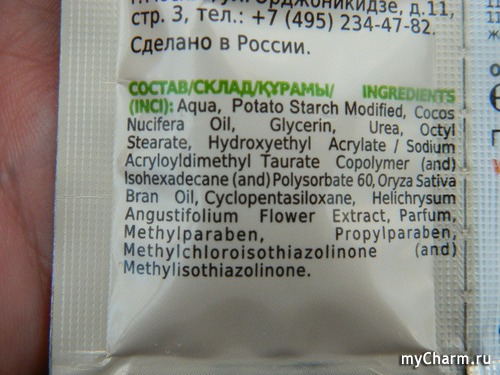 Орджоникидзе, д.11,
стр. 3, тел.: +7 (495) 234-47-82.
Сделано в России.
СОСТАВ/СКЛАД/ҚҰРАМЫ/ INGREDIENTS
(INCI): Aqua, Potato Starch Modified, Cocos
Nucifera Oil, Glycerin, Urea, Octyl
Stearate, Hydroxyethyl Acrylate / Sodium
Acryloyldimethyl Taurate Copolymer (and)
Isohexadecane (and) Polysorbate 60, Oryza Sativa
Bran Oil, Cyclopentasiloxane, Helichrysum
Angustifolium Flower Extract, Parfum,
Methylparaben, Propylparaben,
Methylchloroisothiazolinone (and)
Methylisothiazolinone.
myCharm.ru